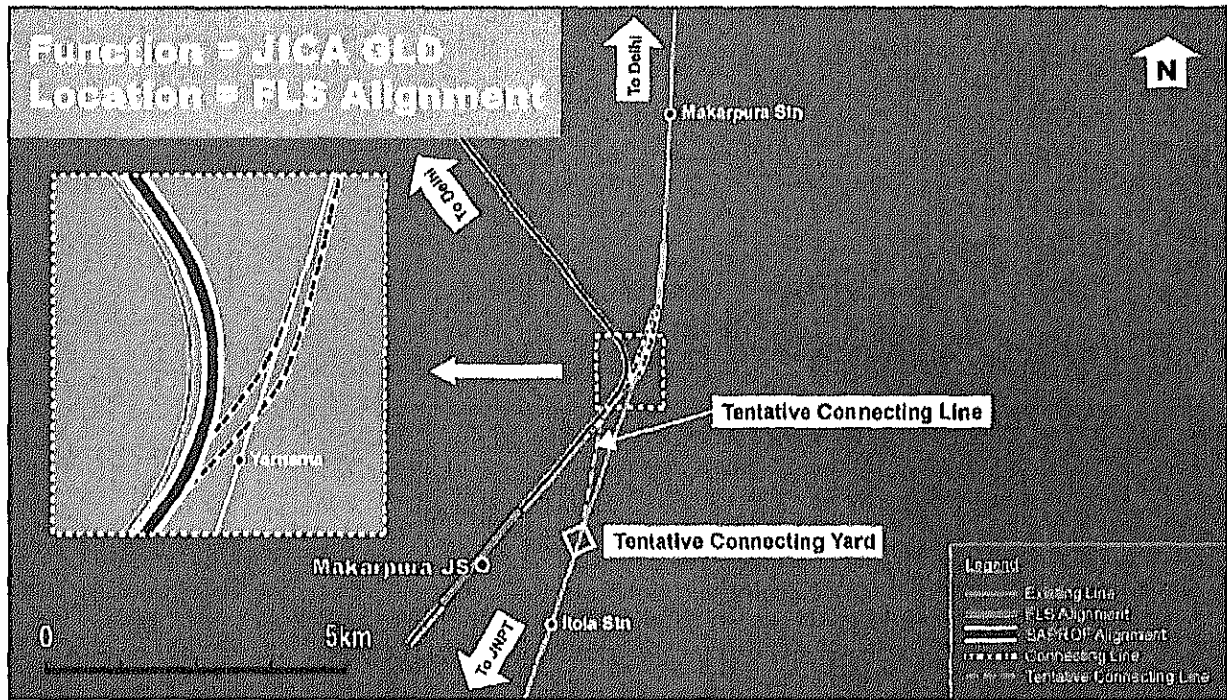 Function = JICA GLD
Location = FLS Alignment
To Delhi
N
Makarpura Stn
To Delhi
Tentative Connecting Line
Yarnama
Tentative Connecting Yard
Makarpura JS
Itola Stn
To JNPT
0 5km
Legend
Existing Line
FLS Alignment
SAPROF Alignment
Connecting Line
Tentative Connecting Line